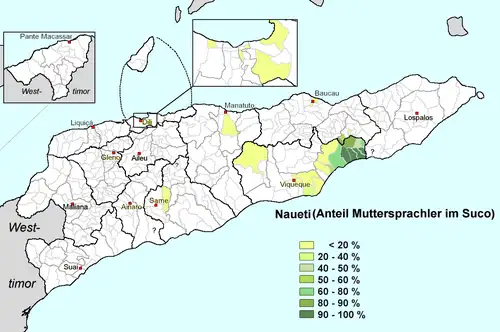 Pante Macassar
West-
timor
Dili
Liquiçá
Manatuto
Baucau
Lospalos
Gleno
Aileu
?
Viqueque
Same
Ainaro
Maliana
?
West-
timor
Suai
Naueti (Anteil Muttersprachler im Suco)
< 20 %
20 - 40 %
40 - 50 %
50 - 60 %
60 - 80 %
80 - 90 %
90 - 100 %